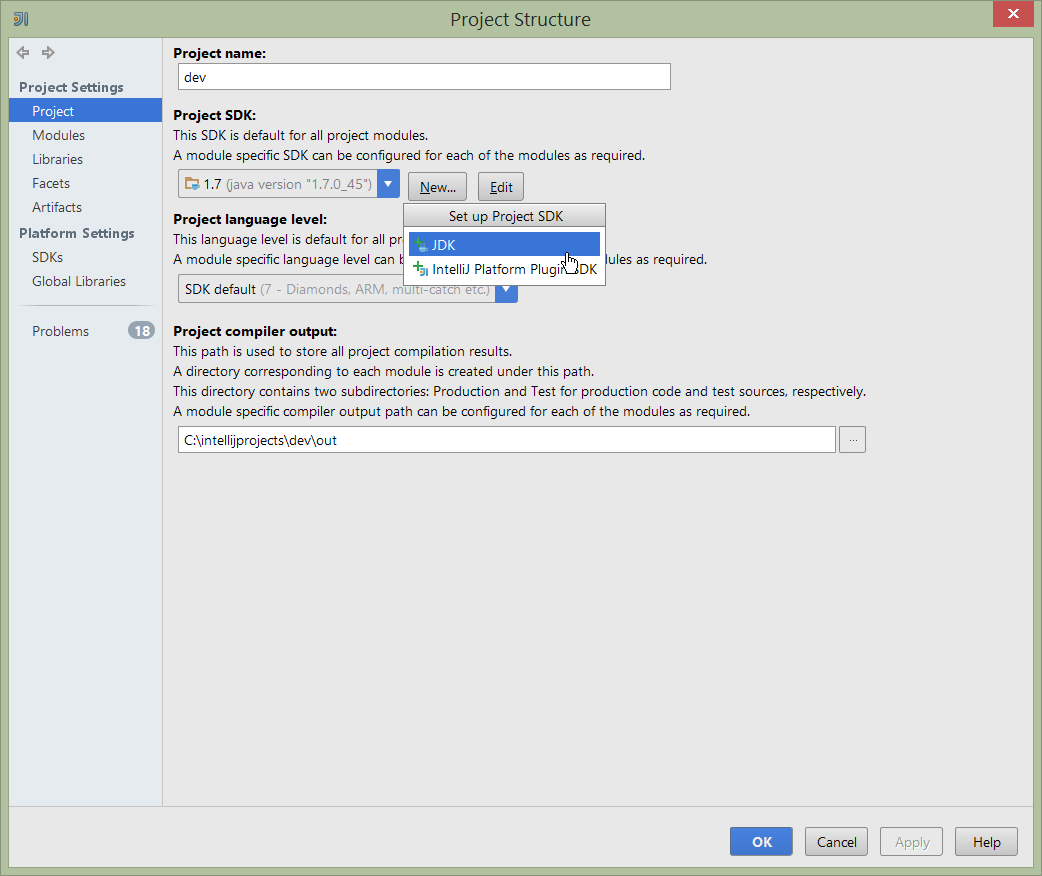 Project Structure
Project name:
dev
Project Settings
Project
Modules
Libraries
Facets
Artifacts
Platform Settings
SDKs
Global Libraries
Problems 18
Project SDK:
This SDK is default for all project modules.
A module specific SDK can be configured for each of the modules as required.
1.7 (java version "1.7.0_45") New... Edit
Set up Project SDK
JDK
IntelliJ Platform Plugin SDK
Project language level:
This language level is default for all
A module specific language level can as required.
SDK default (7 - Diamonds, ARM, multi-catch etc.)
Project compiler output:
This path is used to store all project compilation results.
A directory corresponding to each module is created under this path.
This directory contains two subdirectories: Production and Test for production code and test sources, respectively.
A module specific compiler output path can be configured for each of the modules as required.
C:\intellijprojects\dev\out ...
OK Cancel Apply Help